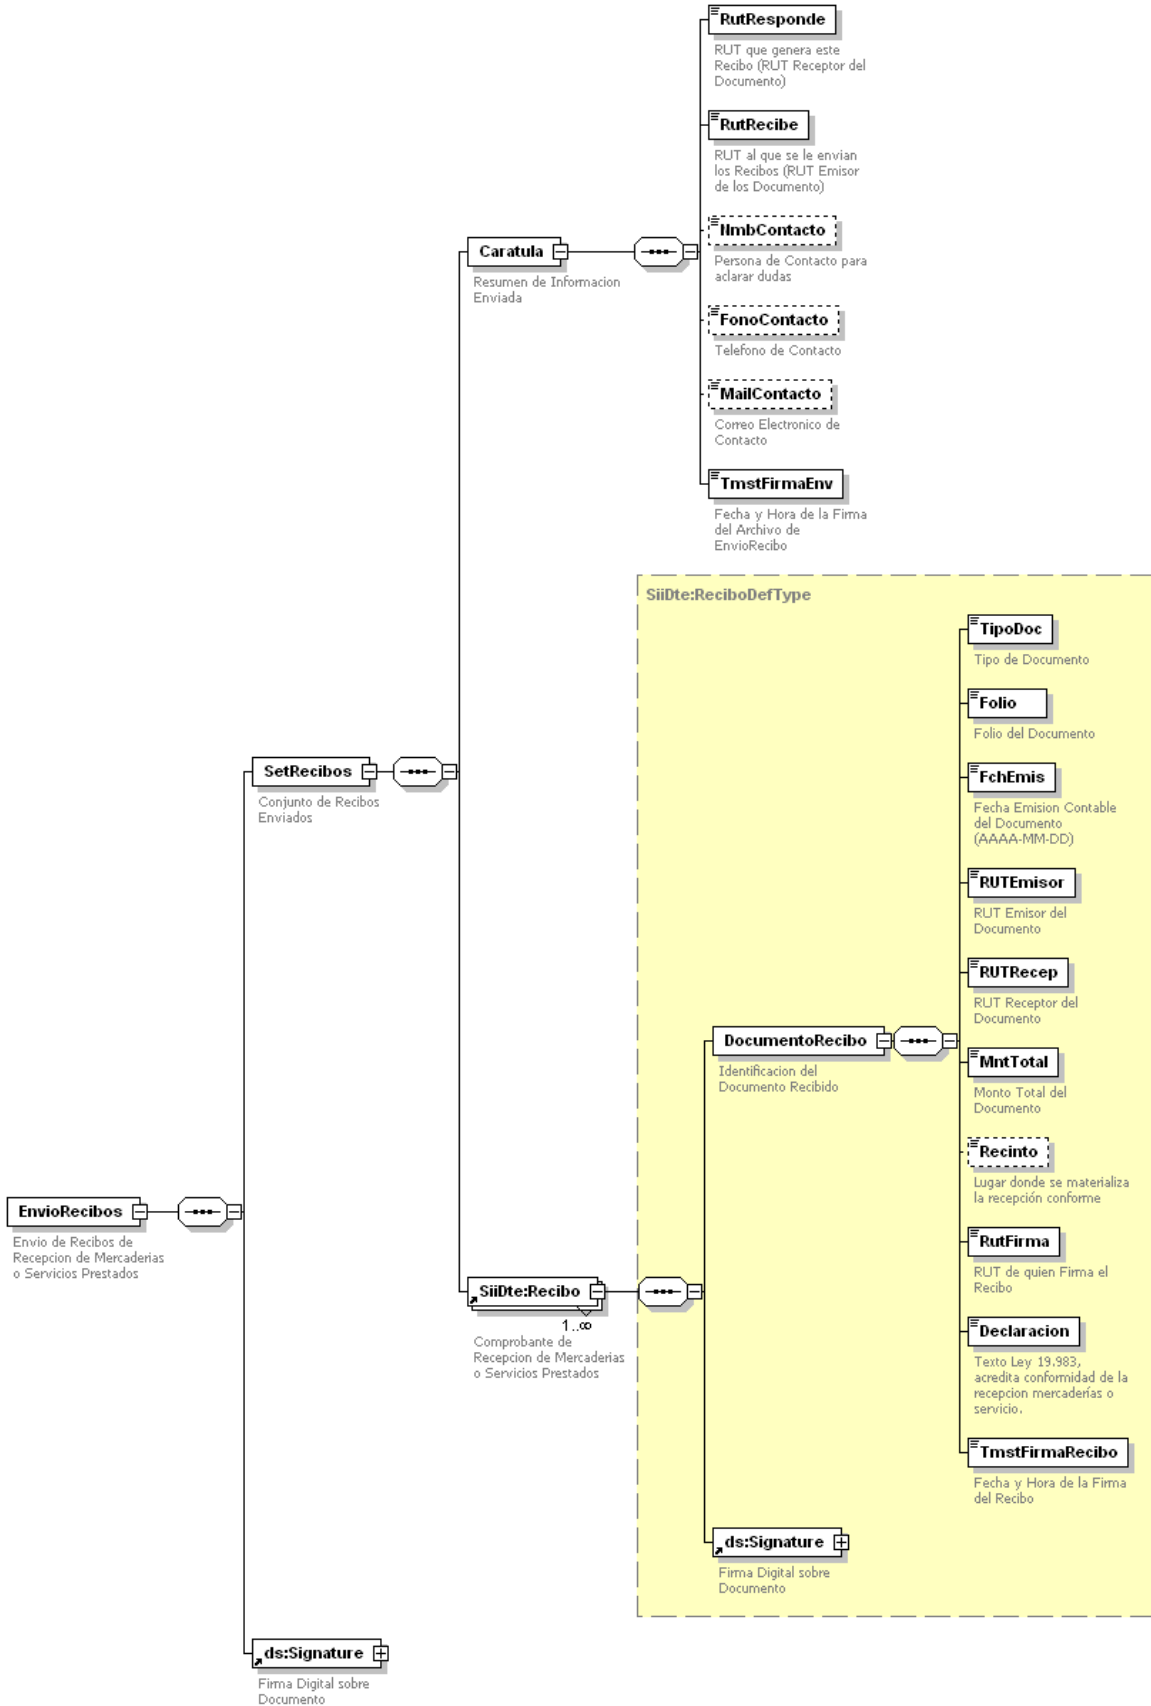 RutResponde
RUT que genera este
Recibo (RUT Receptor del
Documento)
RutRecibe
RUT al que se le envian
los Recibos (RUT Emisor
de los Documento)
NmbContacto
Persona de Contacto para
aclarar dudas
Caratula
Resumen de Informacion
Enviada
FonoContacto
Telefono de Contacto
MailContacto
Correo Electronico de
Contacto
TmstFirmaEnv
Fecha y Hora de la Firma
del Archivo de
EnvioRecibo
SiiDte:ReciboDefType
TipoDoc
Tipo de Documento
Folio
Folio del Documento
SetRecibos
Conjunto de Recibos
Enviados
FchEmis
Fecha Emision Contable
del Documento
(AAAA-MM-DD)
RUTEmisor
RUT Emisor del
Documento
RUTRecep
RUT Receptor del
Documento
DocumentoRecibo
Identificacion del
Documento Recibido
MntTotal
Monto Total del
Documento
Recinto
Lugar donde se materializa
la recepción conforme
EnvioRecibos
Envio de Recibos de
Recepcion de Mercaderias
o Servicios Prestados
RutFirma
RUT de quien Firma el
Recibo
SiiDte:Recibo
1..∞
Comprobante de
Recepcion de Mercaderias
o Servicios Prestados
Declaracion
Texto Ley 19.983,
acredita conformidad de la
recepcion mercaderías o
servicio.
TmstFirmaRecibo
Fecha y Hora de la Firma
del Recibo
ds:Signature
Firma Digital sobre
Documento
ds:Signature
Firma Digital sobre
Documento